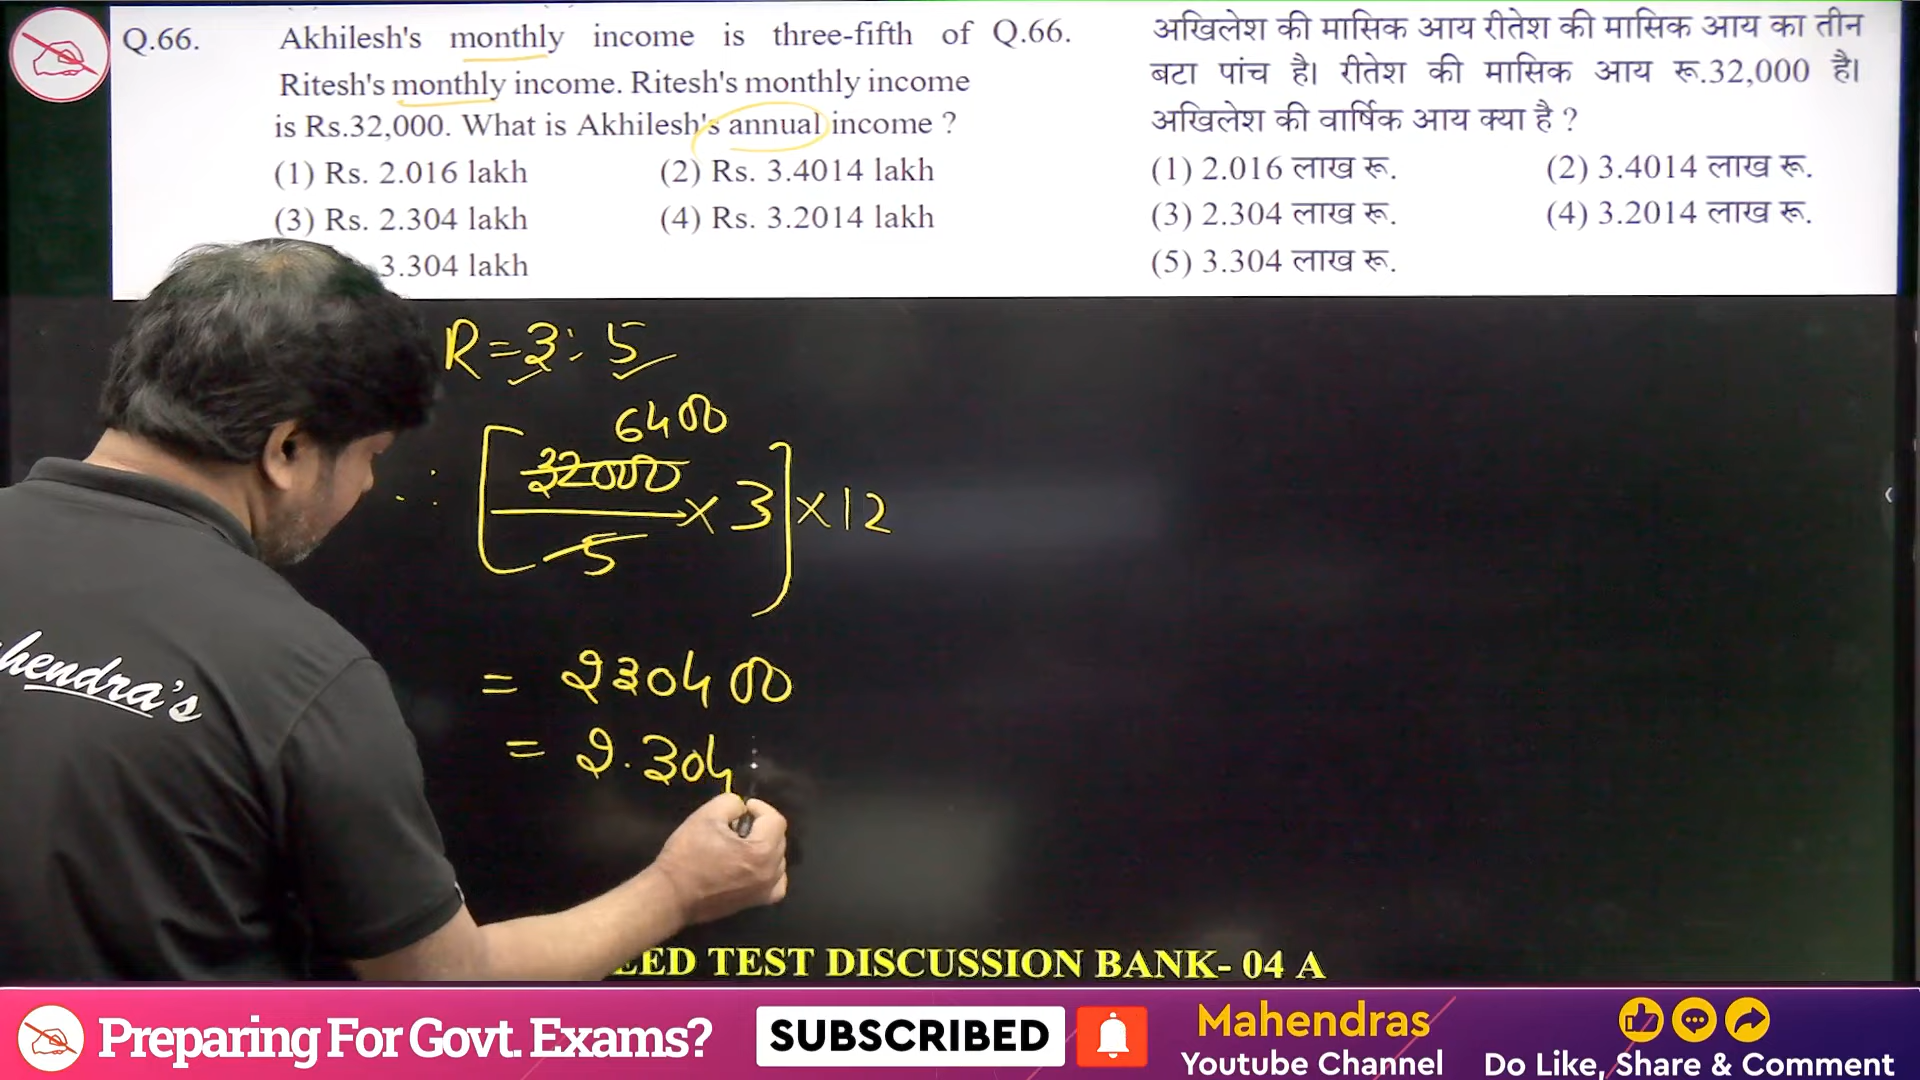 Q.66. Akhilesh's monthly income is three-fifth of
Ritesh's monthly income. Ritesh's monthly income
is Rs.32,000. What is Akhilesh's annual income ?
(1) Rs. 2.016 lakh (2) Rs. 3.4014 lakh
(3) Rs. 2.304 lakh (4) Rs. 3.2014 lakh
3.304 lakh
Q.66. अखिलेश की मासिक आय रीतेश की मासिक आय का तीन
बटा पांच है। रीतेश की मासिक आय रू.32,000 है।
अखिलेश की वार्षिक आय क्या है ?
(1) 2.016 लाख रू. (2) 3.4014 लाख रू.
(3) 2.304 लाख रू. (4) 3.2014 लाख रू.
(5) 3.304 लाख रू.
R = 3 : 5
6400
[32000
5 × 3] × 12
= 230400
= 2.304
hendra's
EED TEST DISCUSSION BANK- 04 A
Preparing For Govt. Exams?
SUBSCRIBED
Mahendras
Youtube Channel
Do Like, Share & Comment